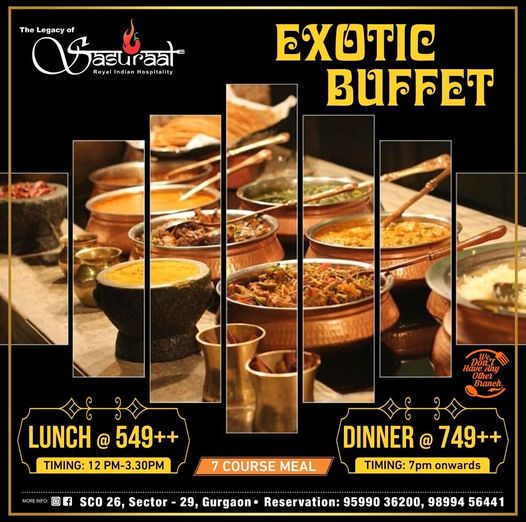 The Legacy of
Sasuraal
Royal Indian Hospitality
EXOTIC
BUFFET
We
Don't
Have Any
Other
Branch.
LUNCH @ 549++
TIMING: 12 PM-3.30PM
7 COURSE MEAL
DINNER @ 749++
TIMING: 7pm onwards
MORE INFO: SCO 26, Sector - 29, Gurgaon • Reservation: 95990 36200, 98994 56441